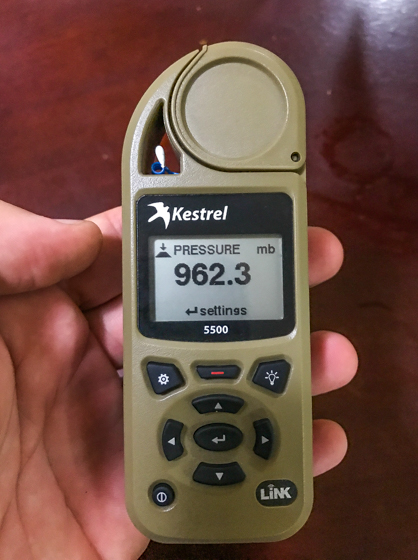 Kestrel
PRESSURE mb
962.3
settings
5500
LiNK